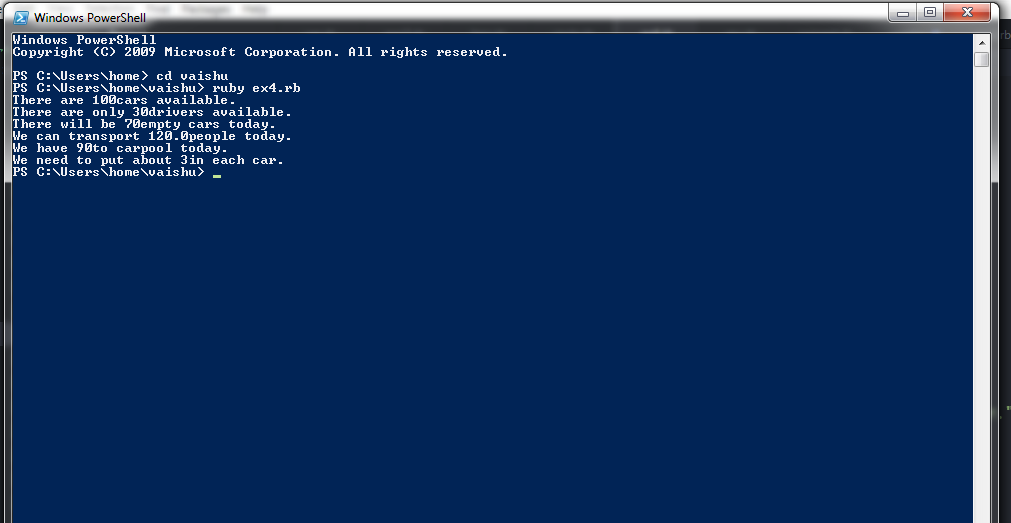 Windows PowerShell
Windows PowerShell
Copyright (C) 2009 Microsoft Corporation. All rights reserved.
PS C:\Users\home> cd vaishu
PS C:\Users\home\vaishu> ruby ex4.rb
There are 100cars available.
There are only 30drivers available.
There will be 70empty cars today.
We can transport 120.0people today.
We have 90to carpool today.
We need to put about 3in each car.
PS C:\Users\home\vaishu>